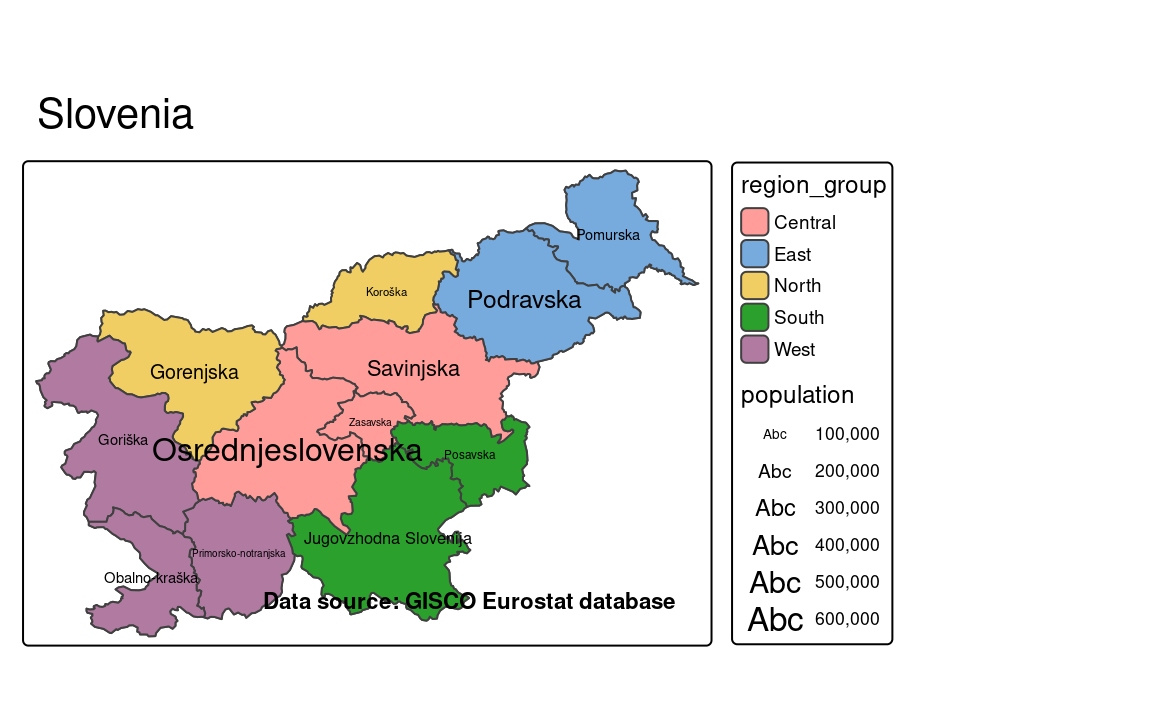 Slovenia
Pomurska
Koroška
Podravska
Gorenjska
Savinjska
Zasavska
Goriška
Osrednjeslovenska
Posavska
Jugovzhodna Slovenija
Primorsko-notranjska
Obalno-kraška
Data source: GISCO Eurostat database
region_group
Central
East
North
South
West
population
Abc 100,000
Abc 200,000
Abc 300,000
Abc 400,000
Abc 500,000
Abc 600,000